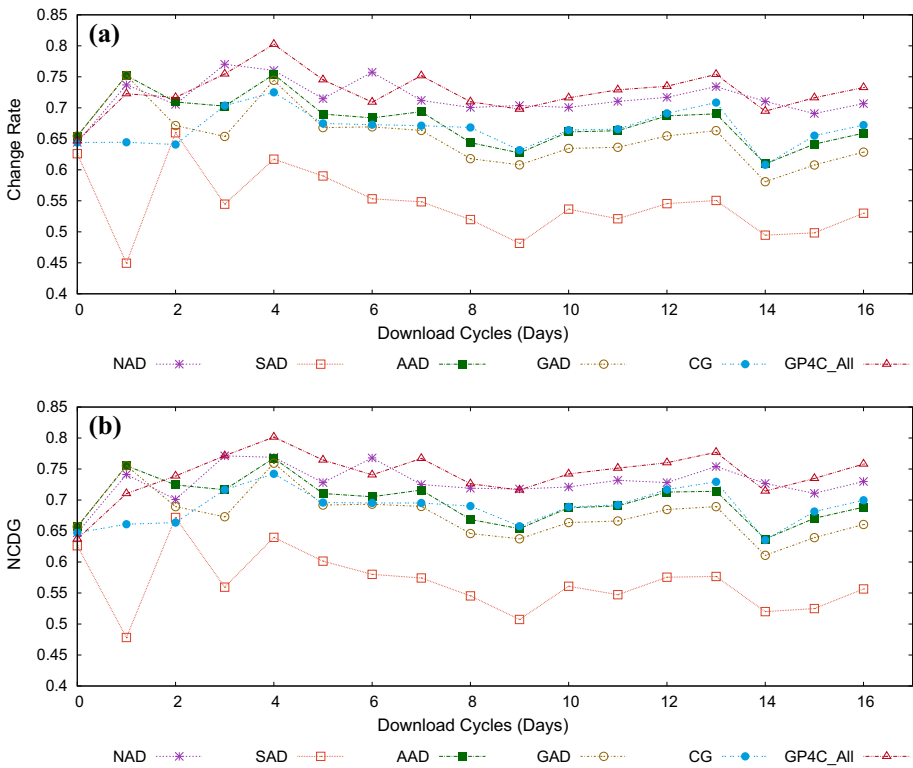 (a)
Change Rate
0.85
0.8
0.75
0.7
0.65
0.6
0.55
0.5
0.45
0.4
0 2 4 6 8 10 12 14 16
Download Cycles (Days)
NAD SAD AAD GAD CG GP4C_All
(b)
NCDG
0.85
0.8
0.75
0.7
0.65
0.6
0.55
0.5
0.45
0.4
0 2 4 6 8 10 12 14 16
Download Cycles (Days)
NAD SAD AAD GAD CG GP4C_All